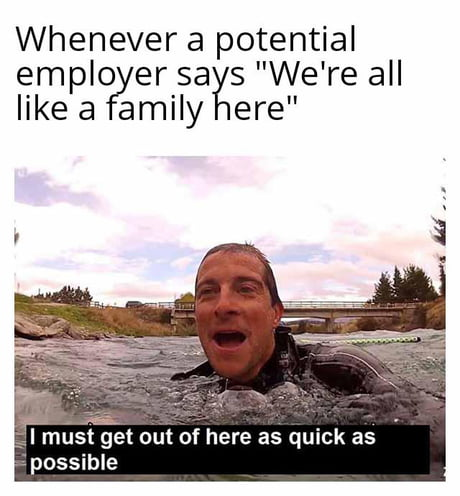 Whenever a potential
employer says "We're all
like a family here"
I must get out of here as quick as
possible